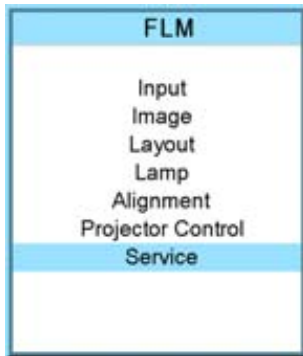 FLM
Input
Image
Layout
Lamp
Alignment
Projector Control
Service